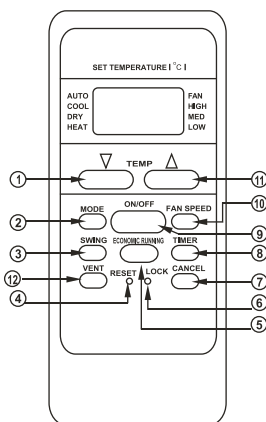 SET TEMPERATURE ( °C )
AUTO FAN
COOL HIGH
DRY MED
HEAT LOW
TEMP
1 11
MODE ON/OFF FAN SPEED
10
2
9
SWING ECONOMIC RUNNING TIMER
3 8
VENT RESET LOCK CANCEL
12 7
4 6
5